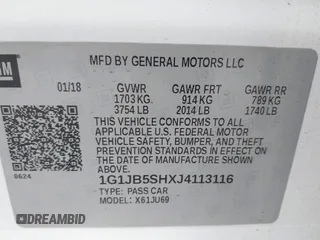 GM
MFD BY GENERAL MOTORS LLC
01/18
GVWR GAWR FRT GAWR RR
1703 KG. 914 KG 789 KG
3754 LB 2014 LB 1740 LB
THIS VEHICLE CONFORMS TO ALL
APPLICABLE U.S. FEDERAL MOTOR
VEHICLE SAFETY, BUMPER, AND THEFT
PREVENTION STANDARDS IN EFFECT ON
THE DATE OF MANUFACTURE SHOWN ABOVE.
8624
1G1JB5SHXJ4113116
TYPE: PASS CAR
MODEL: X61JU69
DREAMBID